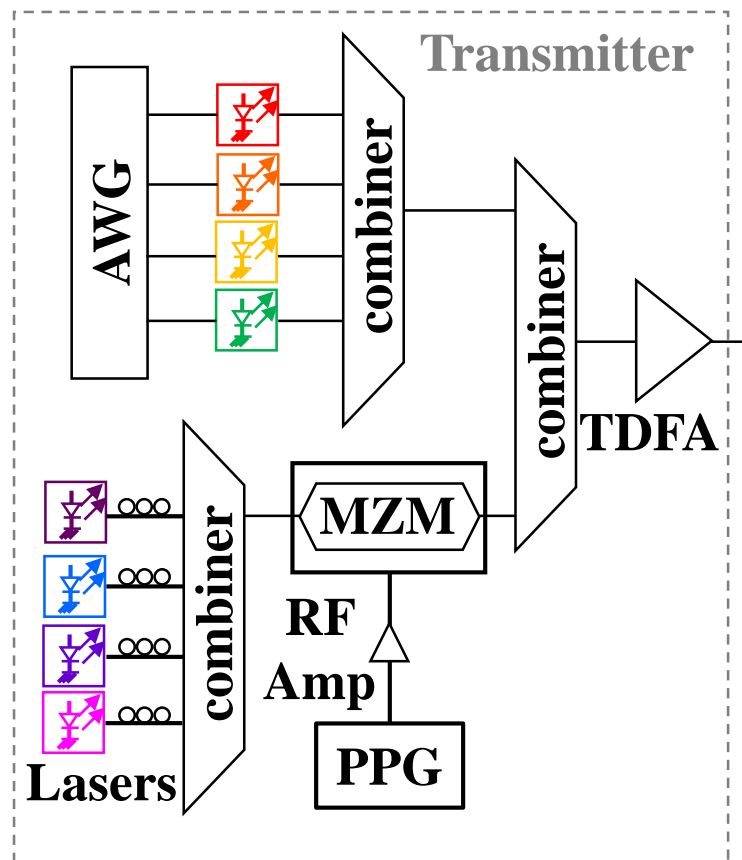 Transmitter
AWG
combiner
combiner
TDFA
combiner
MZM
RF
Amp
PPG
Lasers